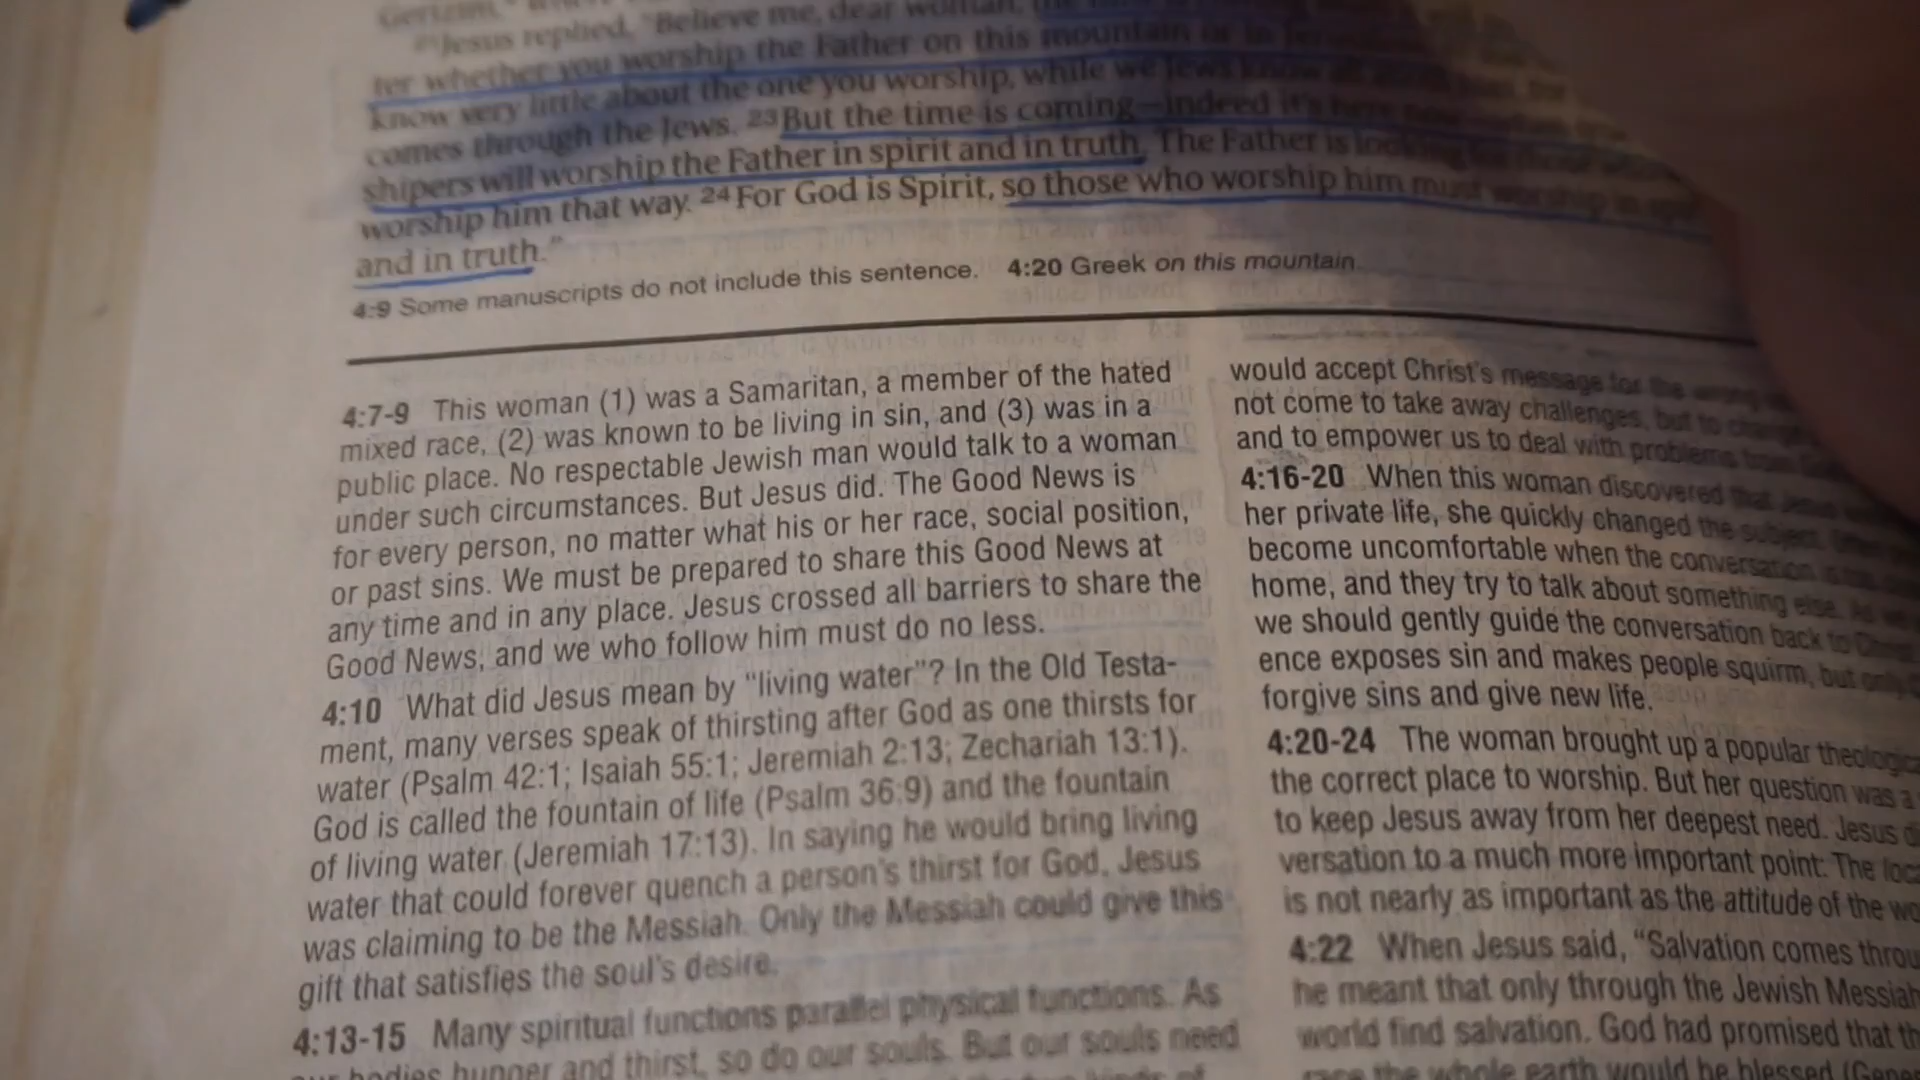 Gerizim,
21Jesus replied, "Believe me, dear woman, the
ter whether you worship the Father on this mountain or in
know very little about the one you worship, while we Jews know
comes through the Jews. 23But the time is coming—indeed it's here now
shipers will worship the Father in spirit and in truth. The Father is looking for those who
worship him that way. 24For God is Spirit, so those who worship him must worship in
and in truth."
4:9 Some manuscripts do not include this sentence. 4:20 Greek on this mountain.
4:7-9 This woman (1) was a Samaritan, a member of the hated
mixed race, (2) was known to be living in sin, and (3) was in a
public place. No respectable Jewish man would talk to a woman
under such circumstances. But Jesus did. The Good News is
for every person, no matter what his or her race, social position,
or past sins. We must be prepared to share this Good News at
any time and in any place. Jesus crossed all barriers to share the
Good News, and we who follow him must do no less.
4:10 What did Jesus mean by "living water"? In the Old Testa-
ment, many verses speak of thirsting after God as one thirsts for
water (Psalm 42:1; Isaiah 55:1; Jeremiah 2:13; Zechariah 13:1).
God is called the fountain of life (Psalm 36:9) and the fountain
of living water (Jeremiah 17:13). In saying he would bring living
water that could forever quench a person's thirst for God, Jesus
was claiming to be the Messiah. Only the Messiah could give this
gift that satisfies the soul's desire.
4:13-15 Many spiritual functions parallel physical functions. As
our bodies hunger and thirst, so do our souls. But our souls need
would accept Christ's message for the wrong
not come to take away challenges, but to change
and to empower us to deal with problems from
4:16-20 When this woman discovered that Jesus
her private life, she quickly changed the subject.
become uncomfortable when the conversation is
home, and they try to talk about something else. As
we should gently guide the conversation back to
ence exposes sin and makes people squirm, but only
forgive sins and give new life.
4:20-24 The woman brought up a popular
the correct place to worship. But her question was a
to keep Jesus away from her deepest need. Jesus
versation to a much more important point: The
is not nearly as important as the attitude of the
4:22 When Jesus said, "Salvation comes
he meant that only through the Jewish Messiah
world find salvation. God had promised that
race the whole earth would be blessed